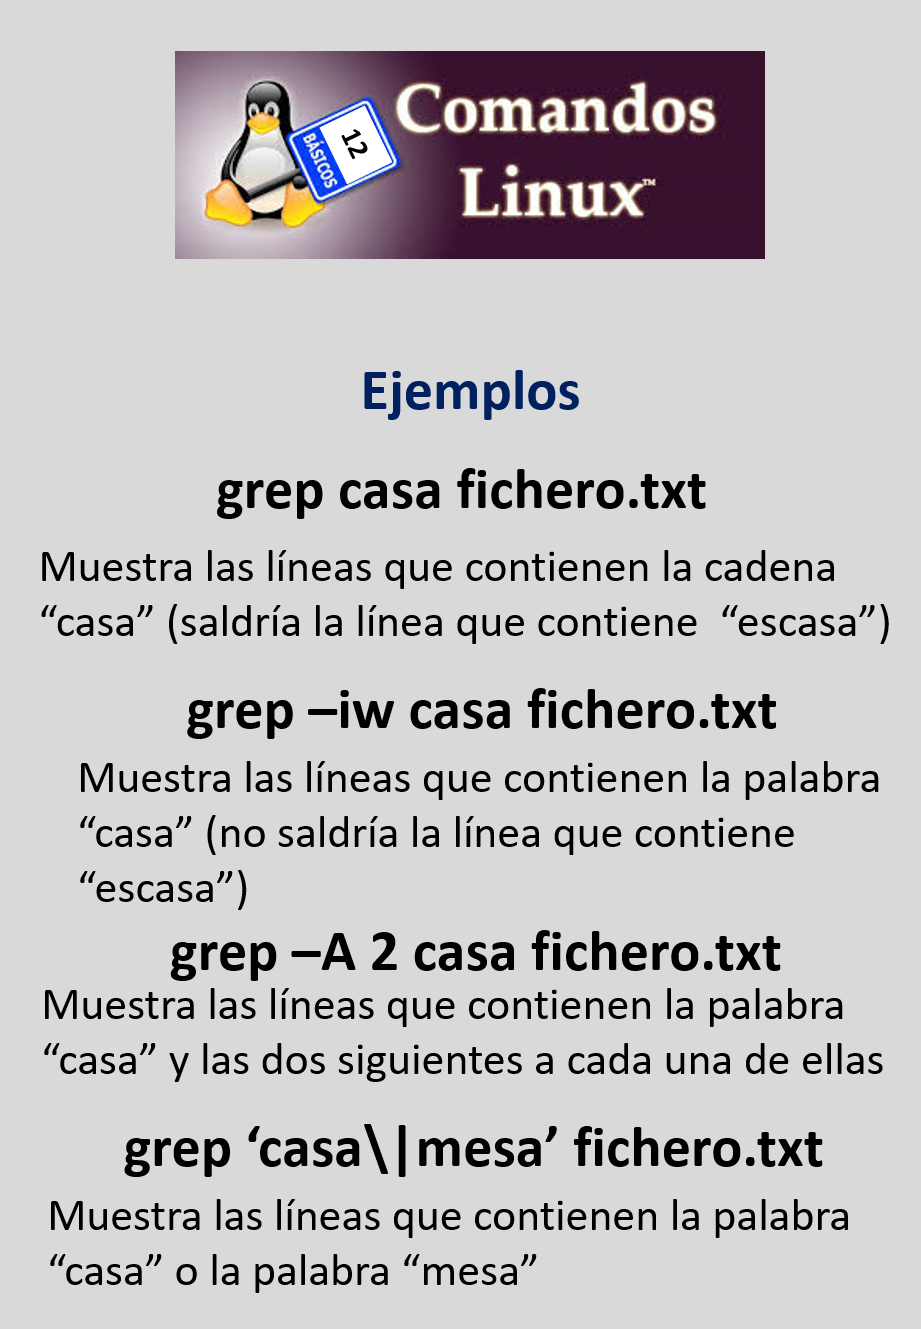 Comandos
Linux™
12
BÁSICOS
Ejemplos
grep casa fichero.txt
Muestra las líneas que contienen la cadena
“casa” (saldría la línea que contiene “escasa”)
grep –iw casa fichero.txt
Muestra las líneas que contienen la palabra
“casa” (no saldría la línea que contiene
“escasa”)
grep –A 2 casa fichero.txt
Muestra las líneas que contienen la palabra
“casa” y las dos siguientes a cada una de ellas
grep ‘casa\|mesa’ fichero.txt
Muestra las líneas que contienen la palabra
“casa” o la palabra “mesa”